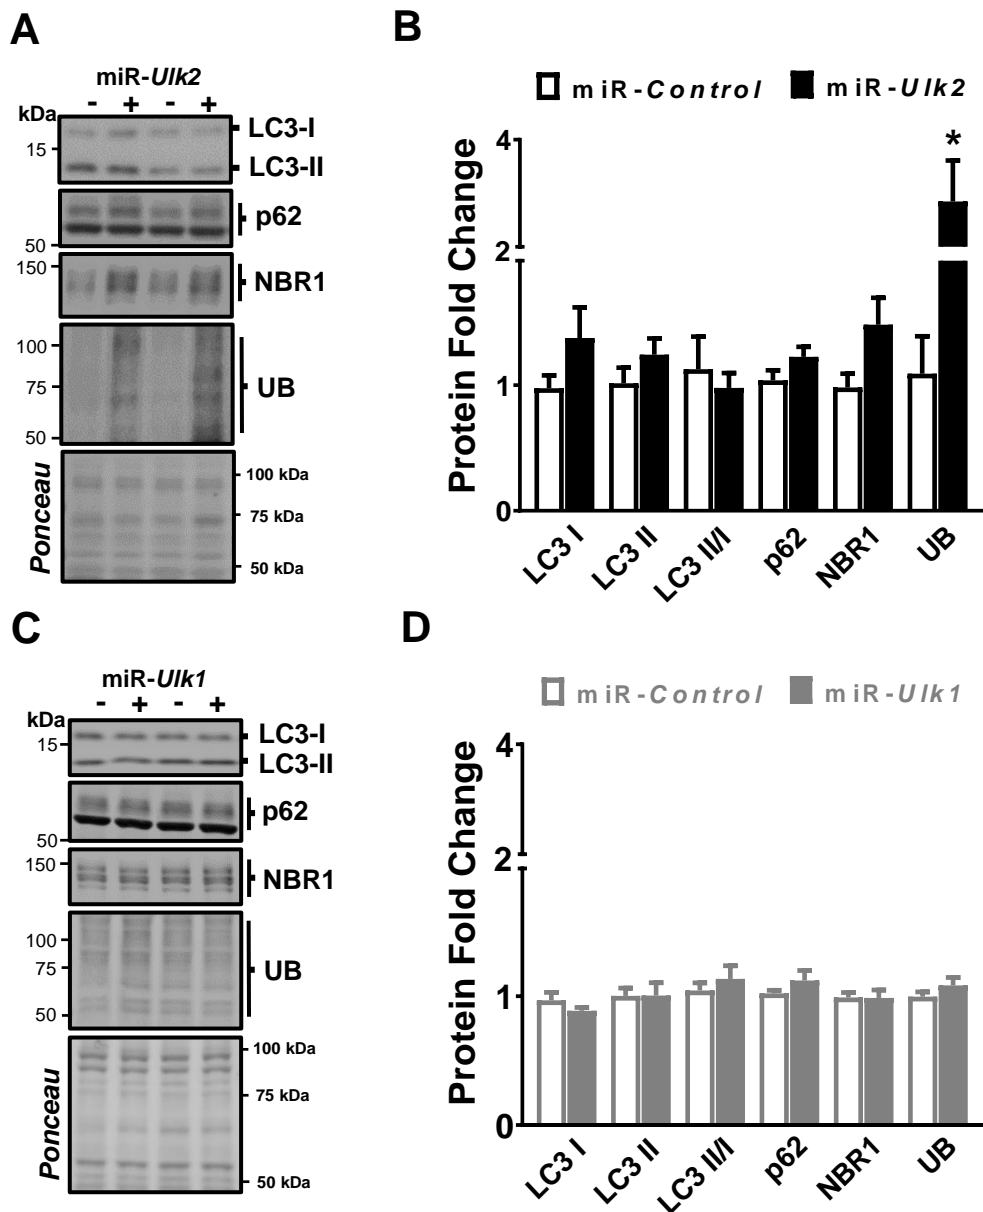 A
miR-Ulk2
- + - +
kDa
LC3-I
15
LC3-II
p62
50
150
NBR1
100
75
UB
50
Ponceau
100 kDa
75 kDa
50 kDa
B
miR-Control miR-Ulk2
Protein Fold Change
4
*
2
1
0
LC3 I LC3 II LC3 II/I p62 NBR1 UB
C
miR-Ulk1
- + - +
kDa
LC3-I
15
LC3-II
p62
50
150
NBR1
100
UB
75
50
Ponceau
100 kDa
75 kDa
50 kDa
D
miR-Control miR-Ulk1
Protein Fold Change
4
2
1
0
LC3 I LC3 II LC3 II/I p62 NBR1 UB